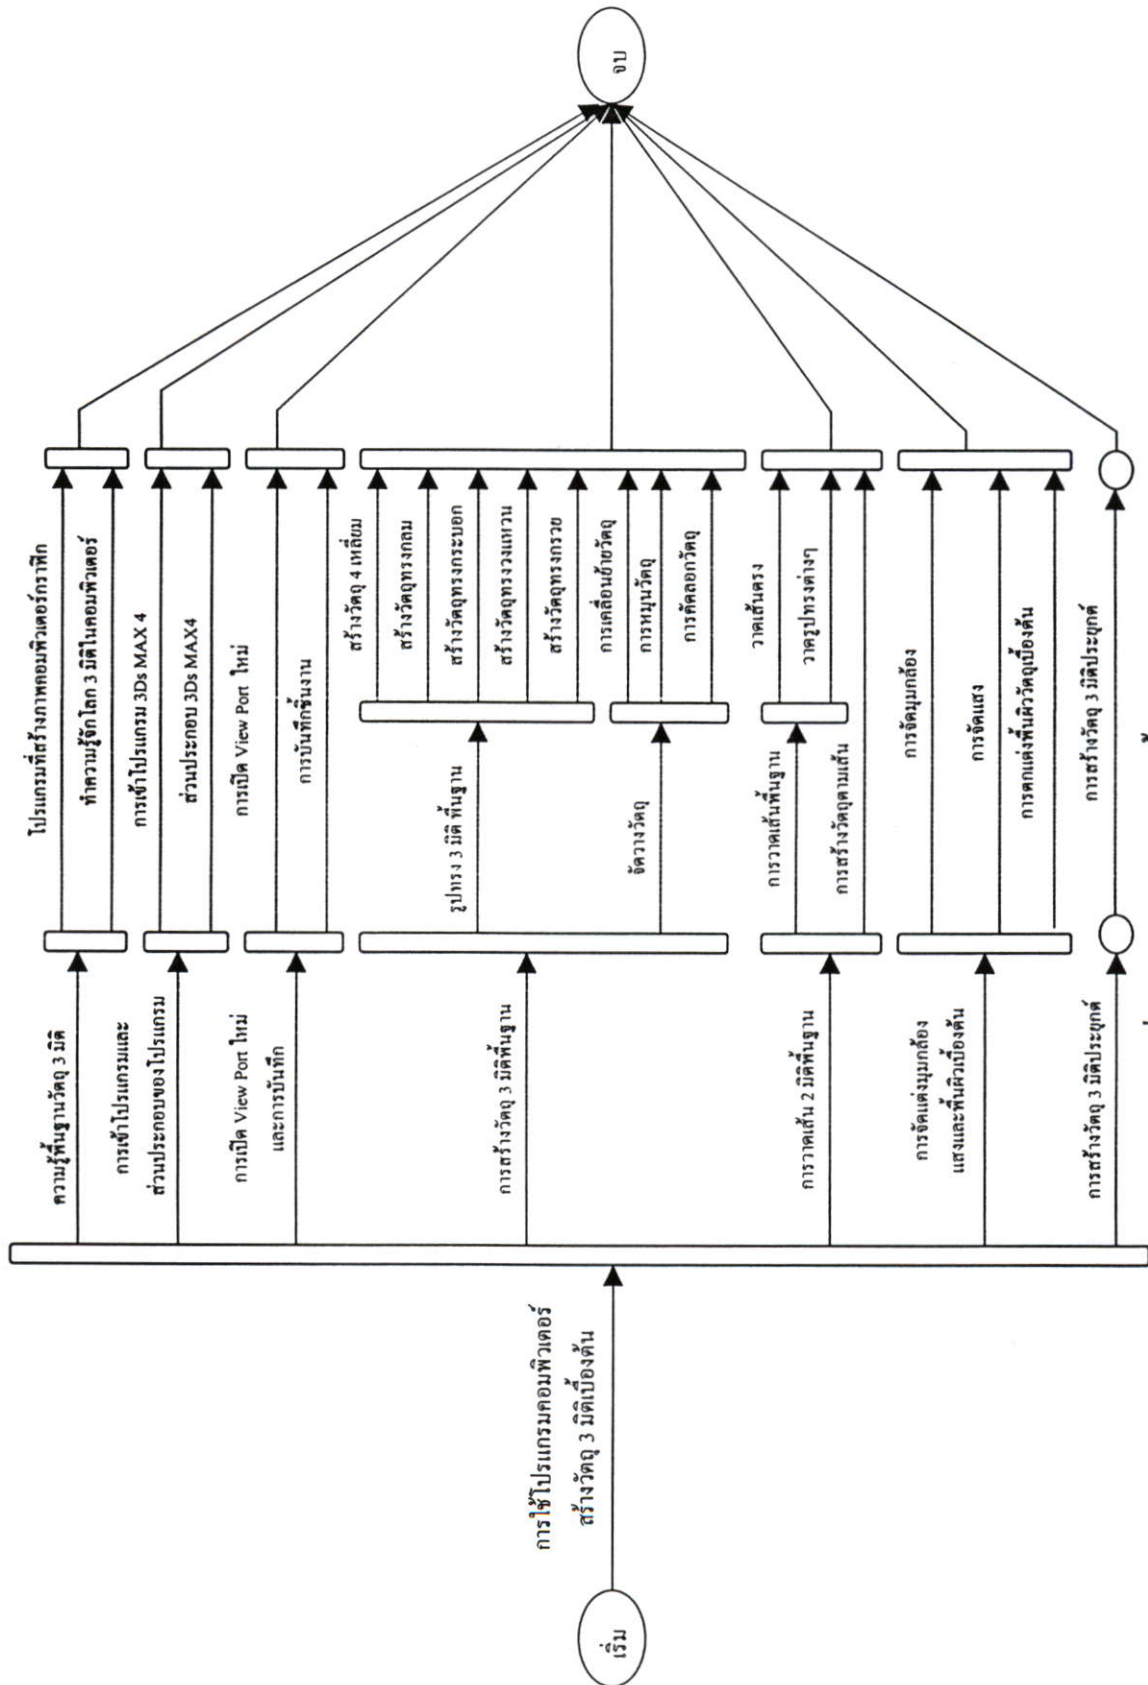 เริ่ม
การใช้โปรแกรมคอมพิวเตอร์
สร้างวัตถุ 3 มิติเบื้องต้น
ความรู้พื้นฐานวัตถุ 3 มิติ
การเข้าโปรแกรมและ
ส่วนประกอบของโปรแกรม
การเปิด View Port ใหม่
และการบันทึก
การสร้างวัตถุ 3 มิติพื้นฐาน
การวาดเส้น 2 มิติพื้นฐาน
การจัดแต่งมุมกล้อง
แสงและพื้นผิวเบื้องต้น
การสร้างวัตถุ 3 มิติประยุกต์
โปรแกรมที่สร้างภาพคอมพิวเตอร์กราฟิก
ทำความรู้จักโลก 3 มิติในคอมพิวเตอร์
การเข้าโปรแกรม 3Ds MAX 4
ส่วนประกอบ 3Ds MAX4
การเปิด View Port ใหม่
การบันทึกชิ้นงาน
รูปทรง 3 มิติ พื้นฐาน
สร้างวัตถุ 4 เหลี่ยม
สร้างวัตถุทรงกลม
สร้างวัตถุทรงกระบอก
สร้างวัตถุทรงวงแหวน
สร้างวัตถุทรงกรวย
จัดวางวัตถุ
การเคลื่อนย้ายวัตถุ
การหมุนวัตถุ
การคัดลอกวัตถุ
การวาดเส้นพื้นฐาน
วาดเส้นตรง
วาดรูปทรงต่างๆ
การสร้างวัตถุตามเส้น
การจัดมุมกล้อง
การจัดแสง
การตกแต่งพื้นผิววัตถุเบื้องต้น
การสร้างวัตถุ 3 มิติประยุกต์
จบ